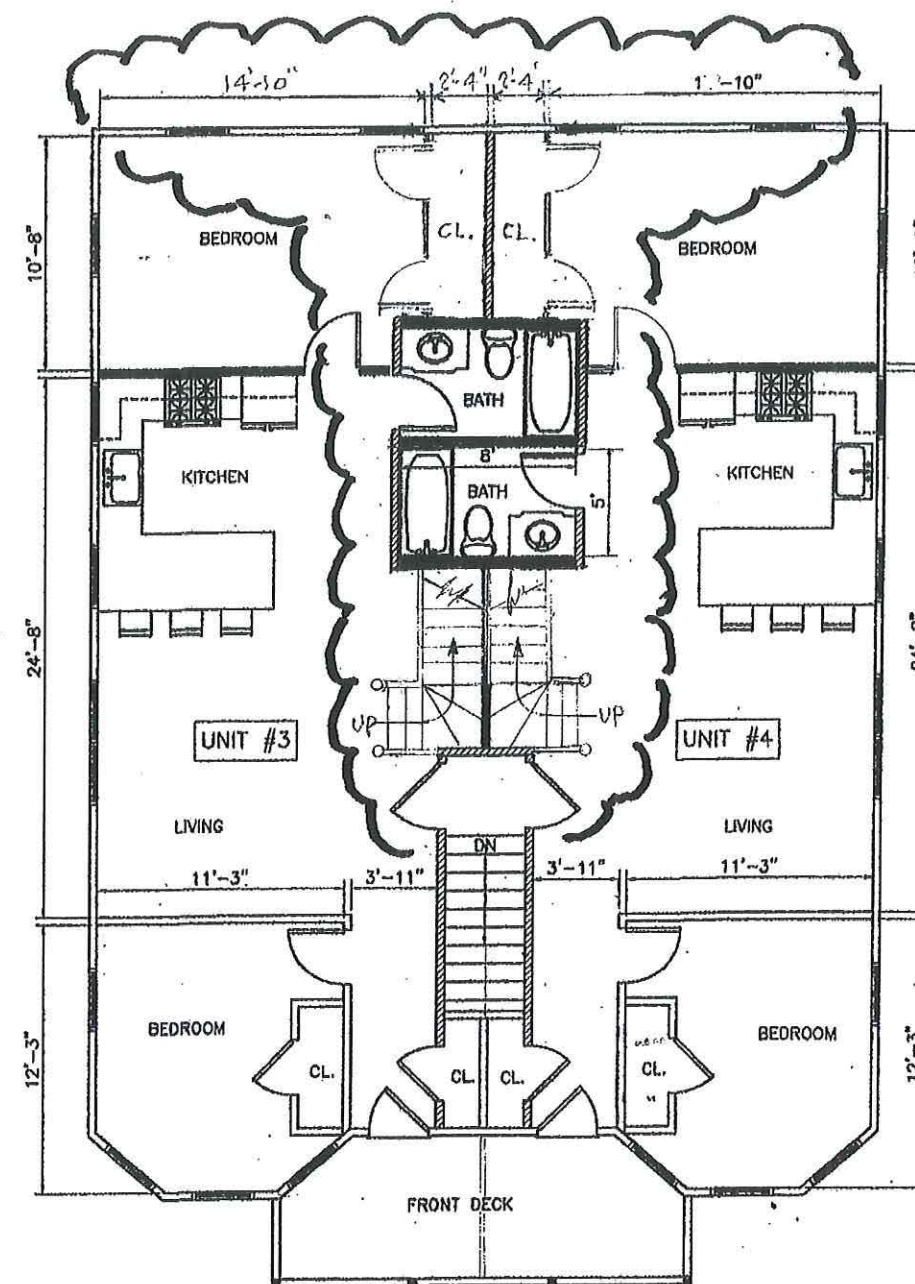 14'-10" 2'-4" 2'-4"
10'-8"
CL. CL.
BEDROOM BEDROOM
BATH
8'
KITCHEN KITCHEN
BATH
5'
24'-8"
UP UP
UNIT #3 UNIT #4
LIVING LIVING
DN
11'-3" 3'-11" 3'-11" 11'-3"
BEDROOM BEDROOM
12'-3" 12'-3"
CL. CL. CL. CL.
FRONT DECK